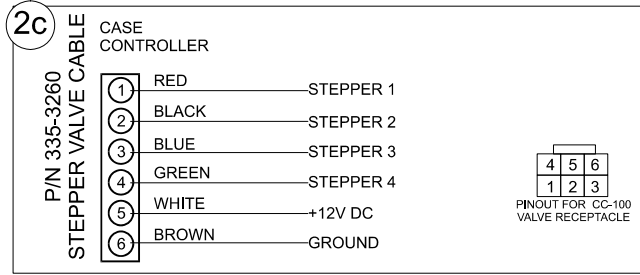 2c
P/N 335-3260
STEPPER VALVE CABLE
CASE
CONTROLLER
1 RED STEPPER 1
2 BLACK STEPPER 2
3 BLUE STEPPER 3
4 GREEN STEPPER 4
5 WHITE +12V DC
6 BROWN GROUND
4 5 6
1 2 3
PINOUT FOR CC-100
VALVE RECEPTACLE